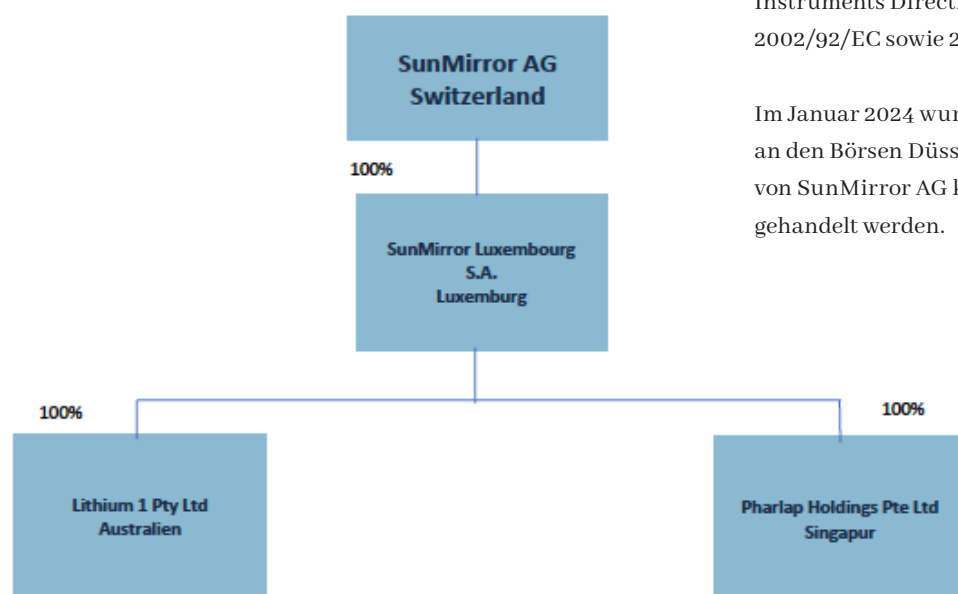 Instruments Direct
2002/92/EC sowie 2
Im Januar 2024 wur
an den Börsen Düss
von SunMirror AG k
gehandelt werden.
SunMirror AG
Switzerland
100%
SunMirror Luxembourg
S.A.
Luxemburg
100%
100%
Lithium 1 Pty Ltd
Australien
Pharlap Holdings Pte Ltd
Singapur